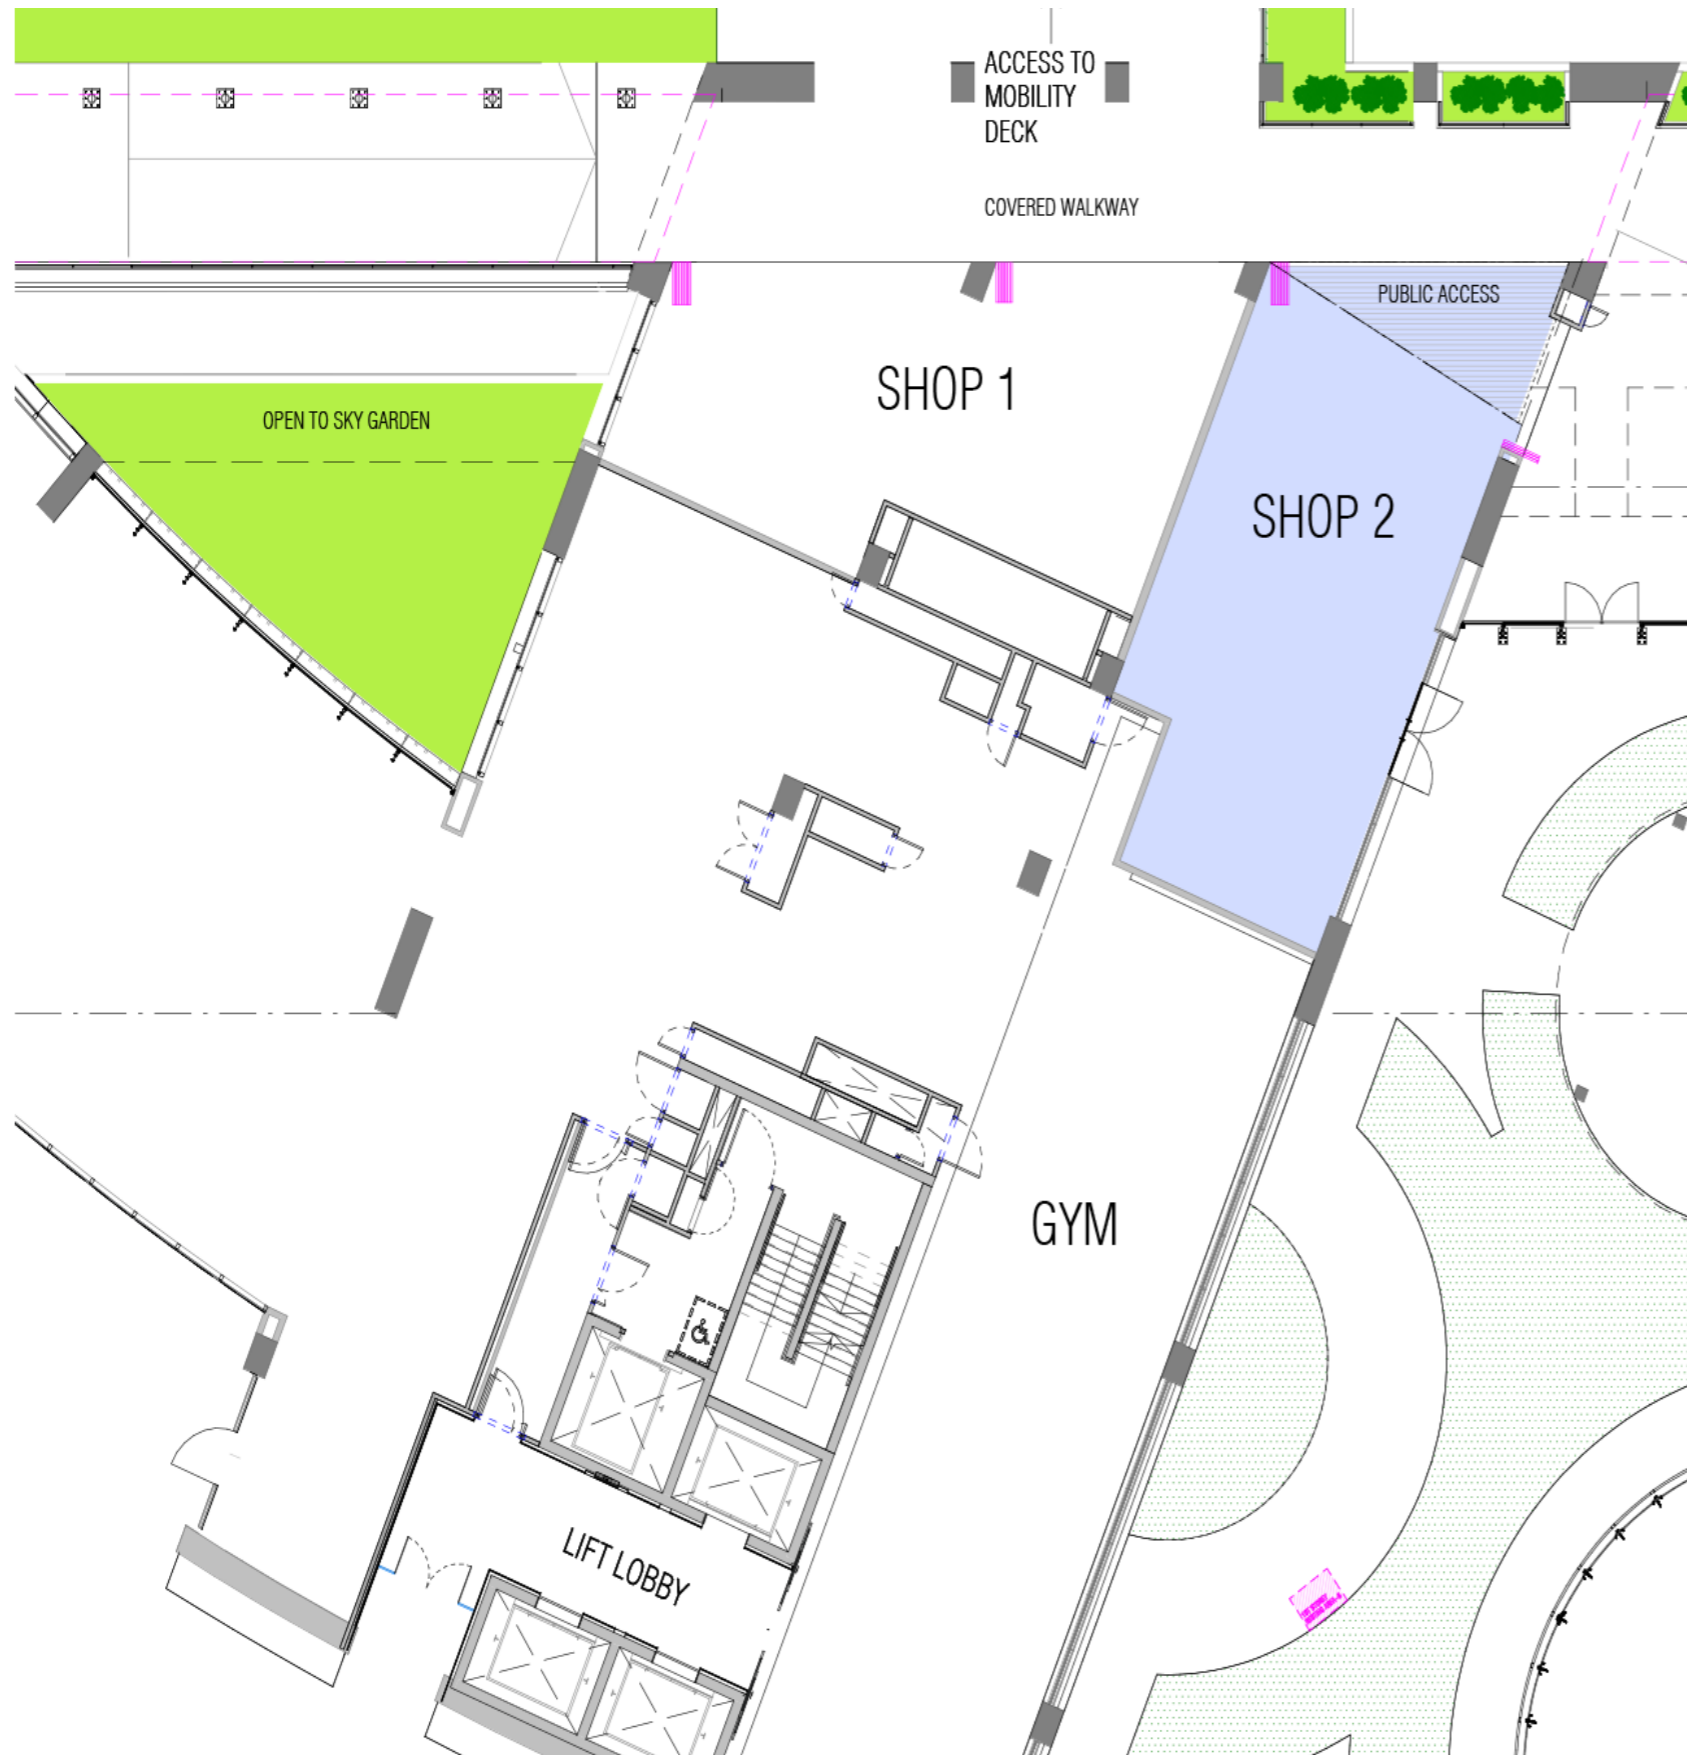 ACCESS TO
MOBILITY
DECK
COVERED WALKWAY
PUBLIC ACCESS
SHOP 1
OPEN TO SKY GARDEN
SHOP 2
GYM
LIFT LOBBY